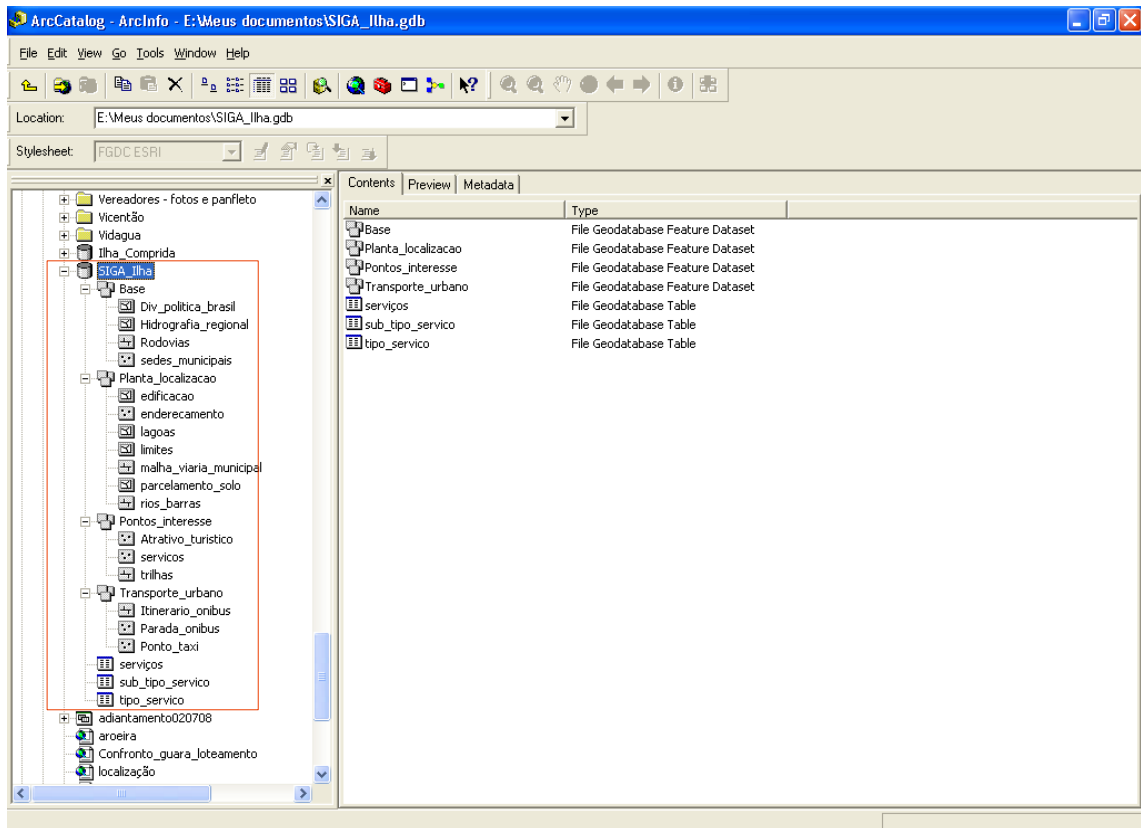 ArcCatalog - ArcInfo - E:\Meus documentos\SIGA_Ilha.gdb
File Edit View Go Tools Window Help
Location: E:\Meus documentos\SIGA_Ilha.gdb
Stylesheet: FGDC ESRI
Vereadores - fotos e panfleto
Vicentão
Vidagua
Ilha_Comprida
SIGA_Ilha
Base
Div_politica_brasil
Hidrografia_regional
Rodovias
sedes_municipais
Planta_localizacao
edificacao
enderecamento
lagoas
limites
malha_viaria_municipal
parcelamento_solo
rios_barras
Pontos_interesse
Atrativo_turistico
servicos
trilhas
Transporte_urbano
Itinerario_onibus
Parada_onibus
Ponto_taxi
serviços
sub_tipo_servico
tipo_servico
adiantamento020708
aroeira
Confronto_guara_loteamento
localização
Contents Preview Metadata
Name Type
Base File Geodatabase Feature Dataset
Planta_localizacao File Geodatabase Feature Dataset
Pontos_interesse File Geodatabase Feature Dataset
Transporte_urbano File Geodatabase Feature Dataset
serviços File Geodatabase Table
sub_tipo_servico File Geodatabase Table
tipo_servico File Geodatabase Table